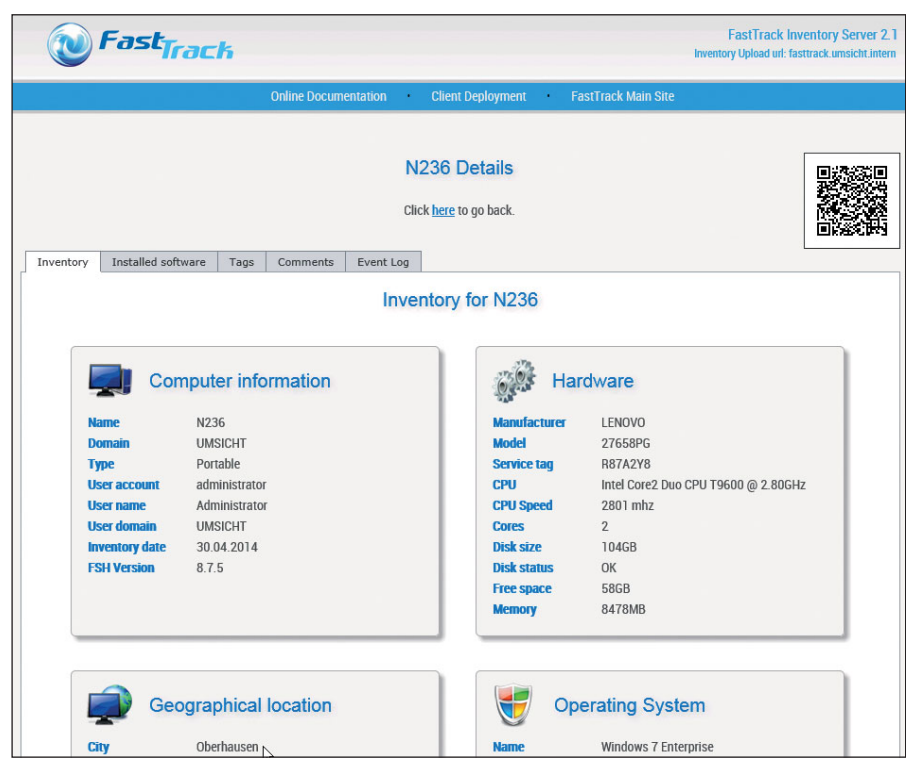 FastTrack
FastTrack Inventory Server 2.1
Inventory Upload url: fasttrack.umsicht.intern
Online Documentation · Client Deployment · FastTrack Main Site
N236 Details
Click here to go back.
Inventory Installed software Tags Comments Event Log
Inventory for N236
Computer information
Name N236
Domain UMSICHT
Type Portable
User account administrator
User name Administrator
User domain UMSICHT
Inventory date 30.04.2014
FSH Version 8.7.5
Hardware
Manufacturer LENOVO
Model 27658PG
Service tag R87A2Y8
CPU Intel Core2 Duo CPU T9600 @ 2.80GHz
CPU Speed 2801 mhz
Cores 2
Disk size 104GB
Disk status OK
Free space 58GB
Memory 8478MB
Geographical location
City Oberhausen
Operating System
Name Windows 7 Enterprise